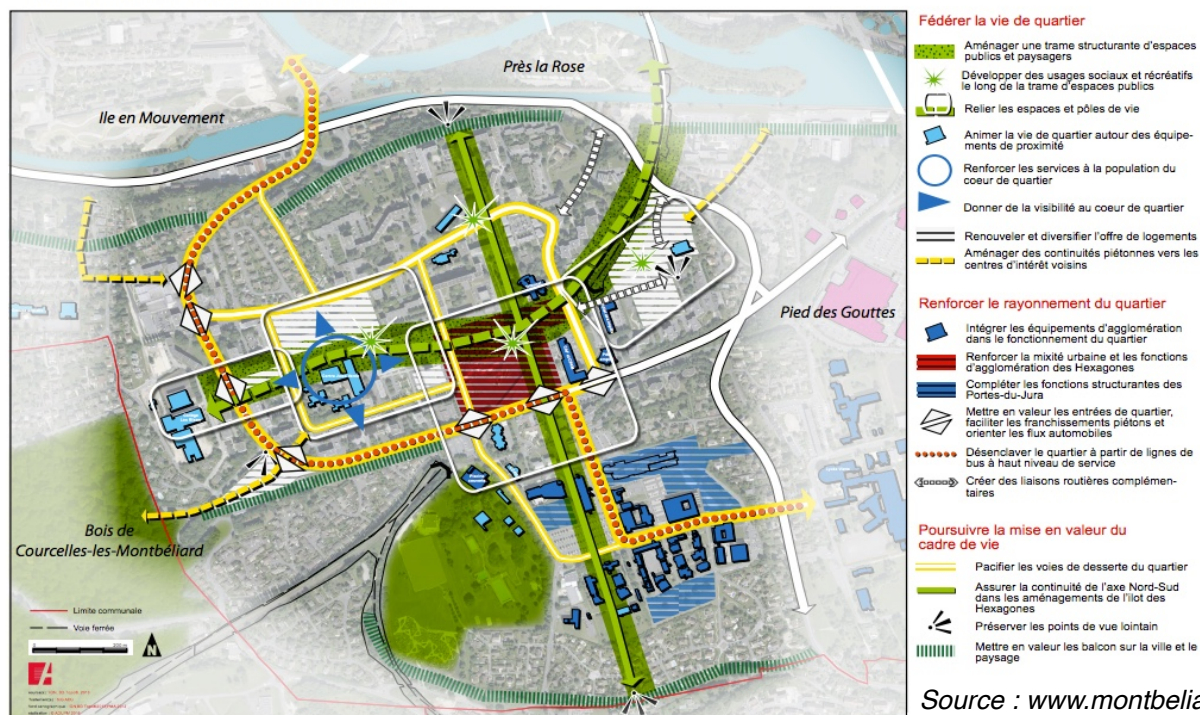 Près la Rose
Ile en Mouvement
Pied des Gouttes
Bois de
Courcelles-les-Montbéliard
Limite communale
Voie ferrée
N
Fédérer la vie de quartier
Aménager une trame structurante d'espaces
publics et paysagers
Développer des usages sociaux et récréatifs
le long de la trame d'espaces publics
Relier les espaces et pôles de vie
Animer la vie de quartier autour des équipe-
ments de proximité
Renforcer les services à la population du
coeur de quartier
Donner de la visibilité au coeur de quartier
Renouveler et diversifier l'offre de logements
Aménager des continuités piétonnes vers les
centres d'intérêt voisins
Renforcer le rayonnement du quartier
Intégrer les équipements d'agglomération
dans le fonctionnement du quartier
Renforcer la mixité urbaine et les fonctions
d'agglomération des Hexagones
Compléter les fonctions structurantes des
Portes-du-Jura
Mettre en valeur les entrées de quartier,
faciliter les franchissements piétons et
orienter les flux automobiles
Désenclaver le quartier à partir de lignes de
bus à haut niveau de service
Créer des liaisons routières complémen-
taires
Poursuivre la mise en valeur du
cadre de vie
Pacifier les voies de desserte du quartier
Assurer la continuité de l'axe Nord-Sud
dans les aménagements de l'ilot des
Hexagones
Préserver les points de vue lointain
Mettre en valeur les balcon sur la ville et le
paysage
Source : www.montbelia